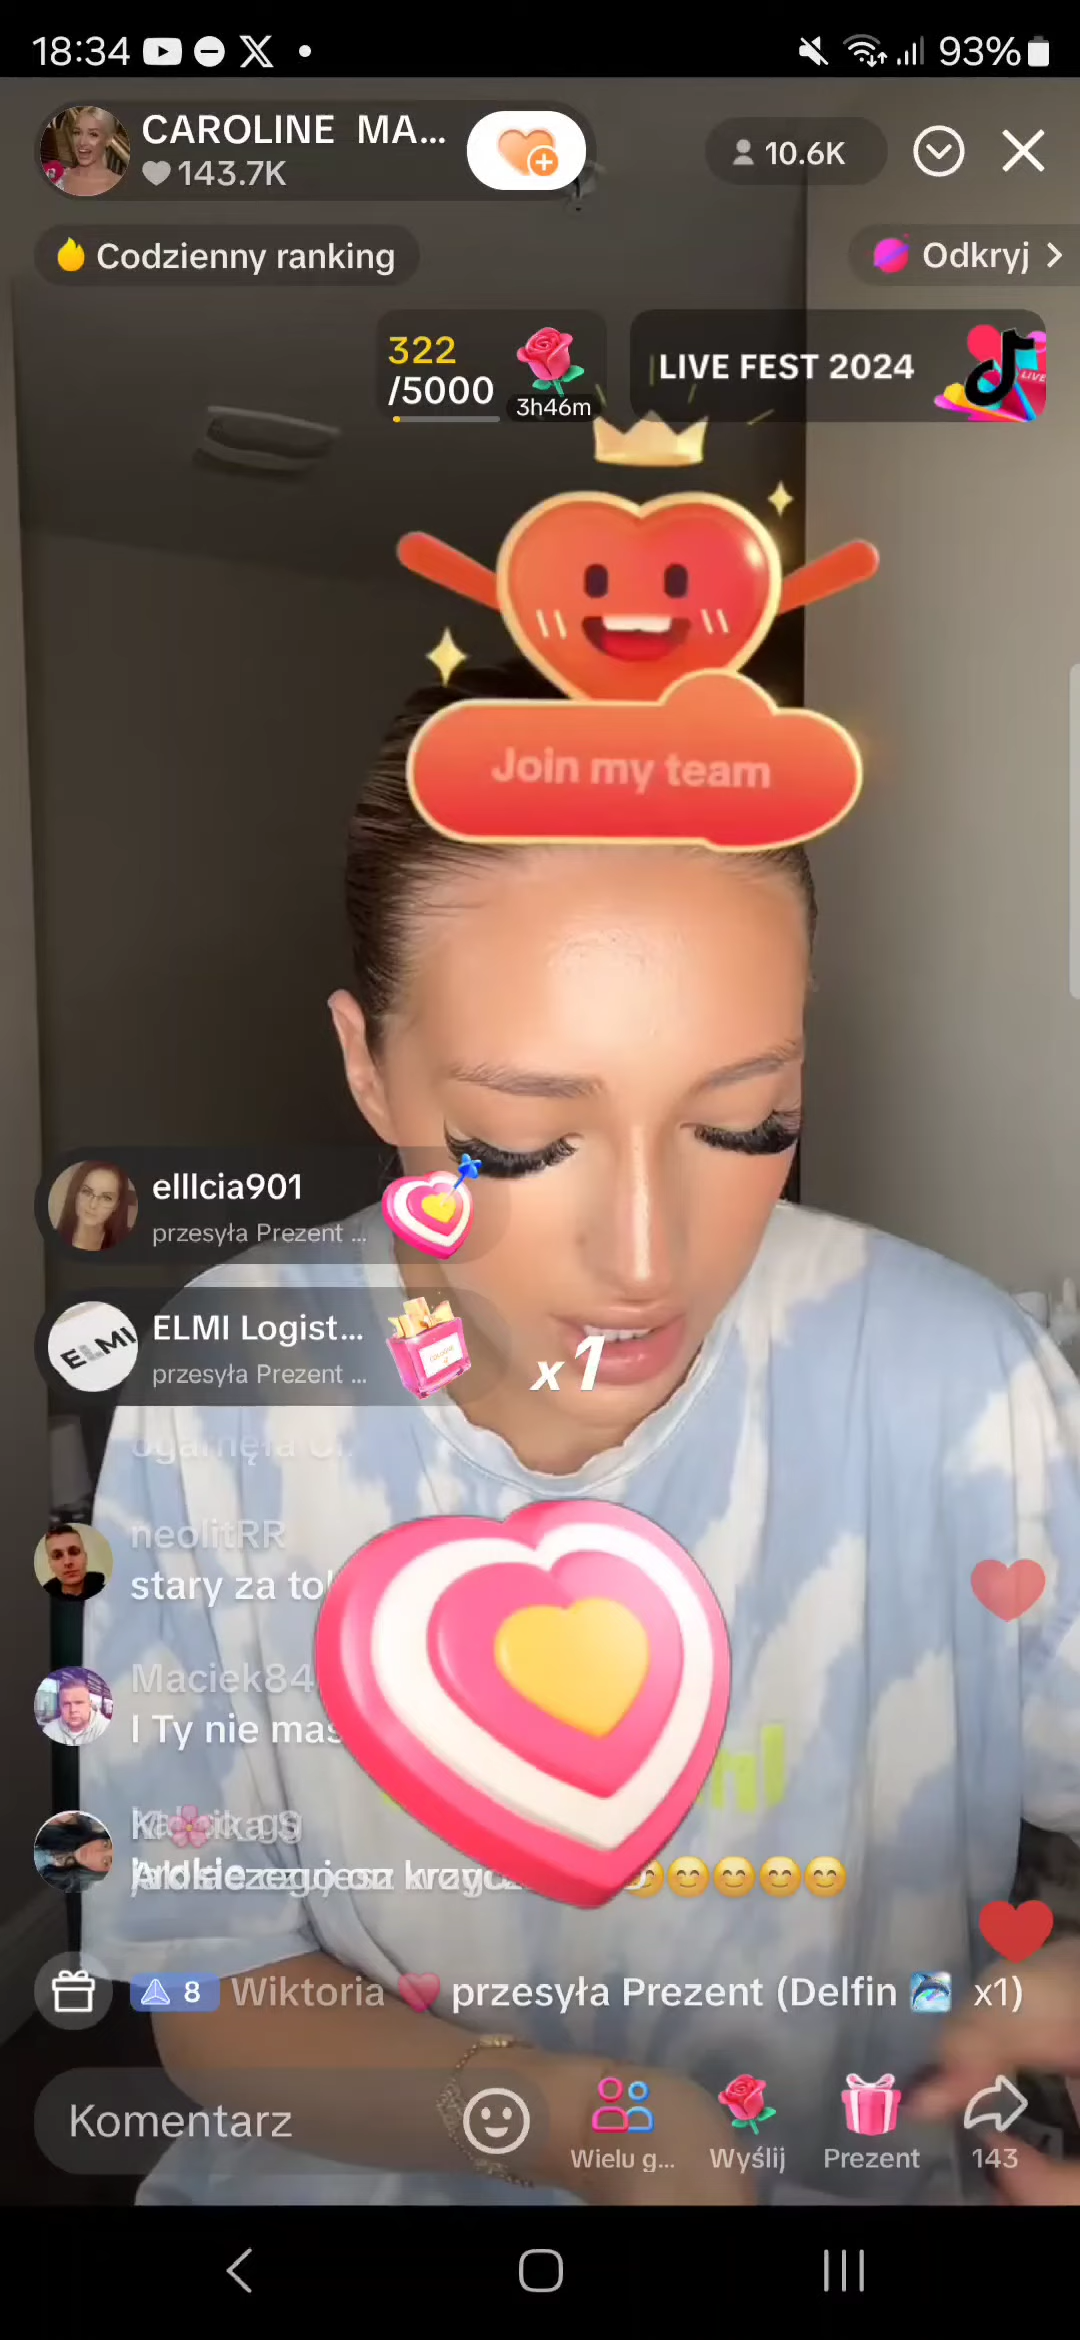 18:34
93%
CAROLINE MA...
143.7K
10.6K
Codzienny ranking
Odkryj
322
/5000
3h46m
LIVE FEST 2024
LIVE
Join my team
elllcia901
przesyła Prezent ...
ELMI Logist...
ELMI
przesyła Prezent ...
x1
neolitRR
stary za
Maciek84
I Ty nie
8 Wiktoria przesyła Prezent (Delfin x1)
Komentarz
Wielu g...
Wyślij
Prezent
143